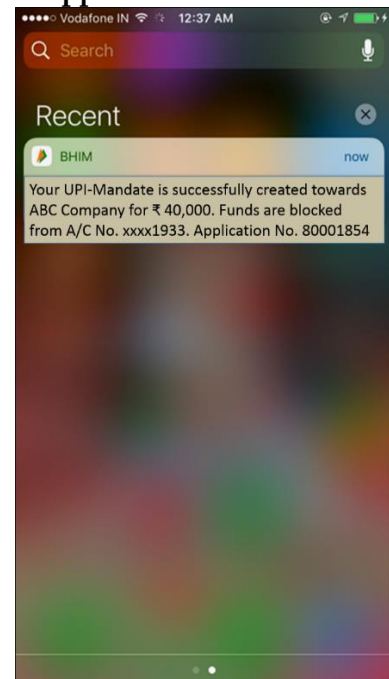 Vodafone IN 12:37 AM
Search
Recent
BHIM now
Your UPI-Mandate is successfully created towards
ABC Company for ₹ 40,000. Funds are blocked
from A/C No. xxxx1933. Application No. 80001854